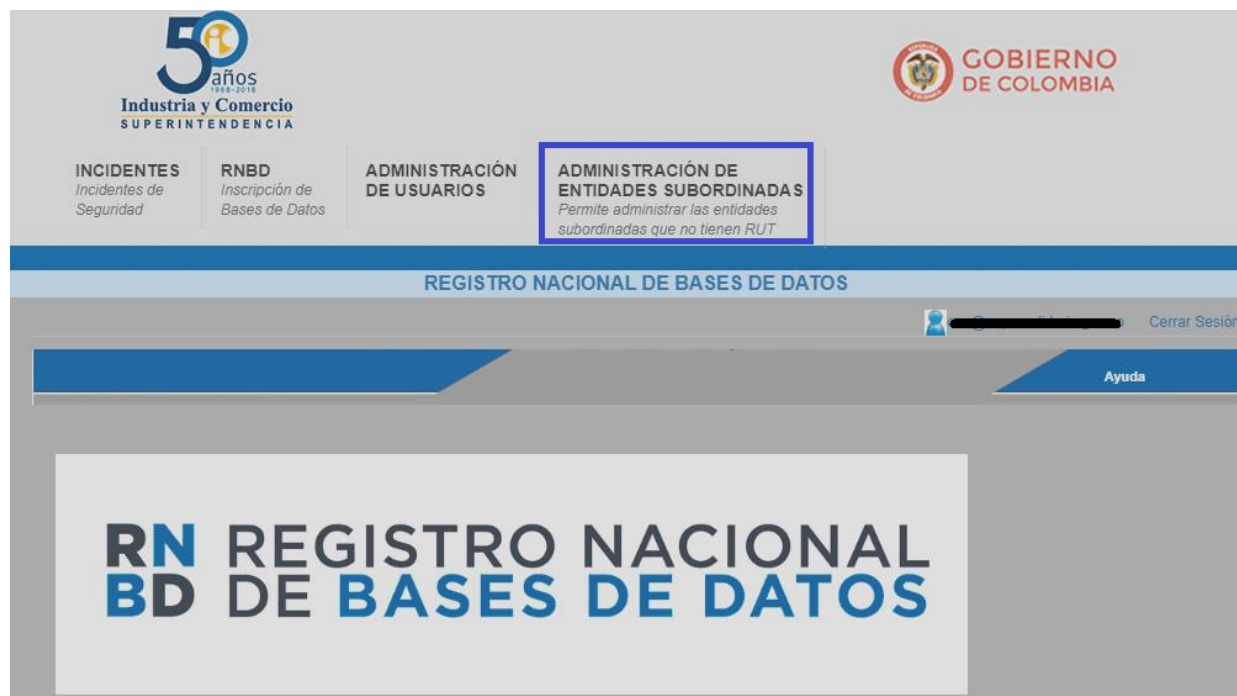 50
años
1968-2018
Industria y Comercio
SUPERINTENDENCIA
GOBIERNO
DE COLOMBIA
INCIDENTES
Incidentes de
Seguridad
RNBD
Inscripción de
Bases de Datos
ADMINISTRACIÓN
DE USUARIOS
ADMINISTRACIÓN DE
ENTIDADES SUBORDINADAS
Permite administrar las entidades
subordinadas que no tienen RUT
REGISTRO NACIONAL DE BASES DE DATOS
Cerrar Sesión
Ayuda
RN REGISTRO NACIONAL
BD DE BASES DE DATOS